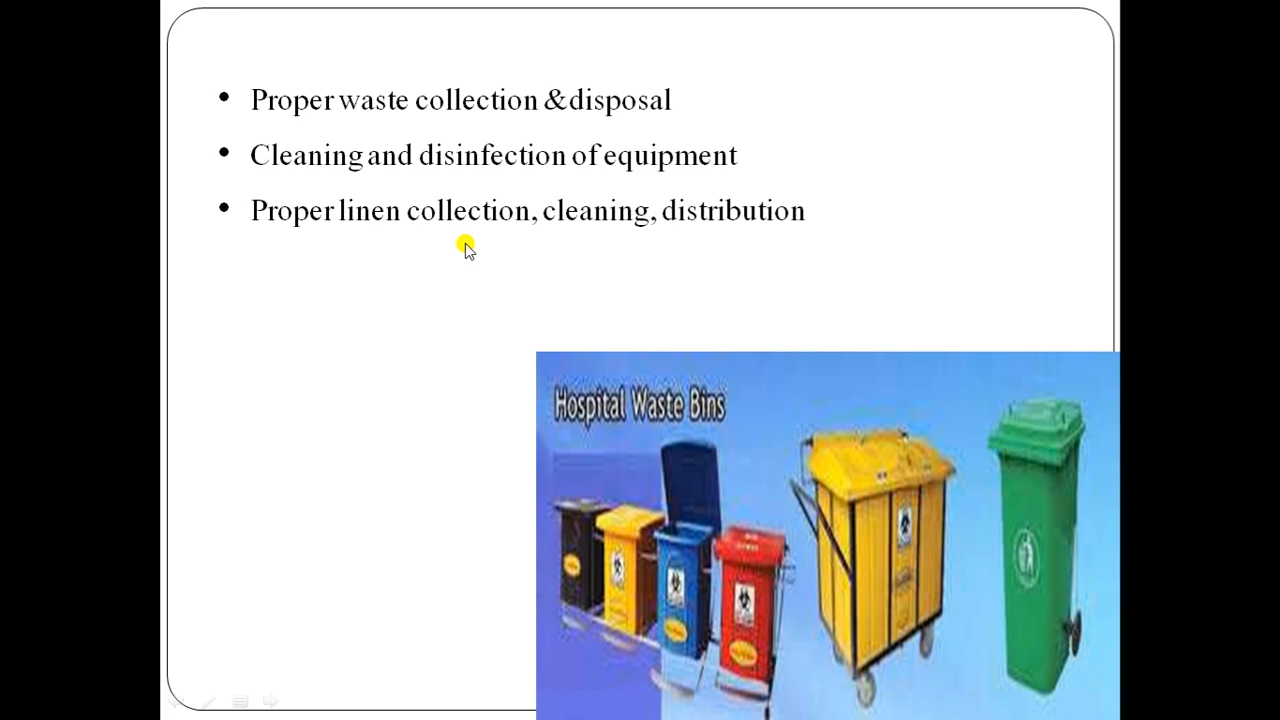 • Proper waste collection &disposal
• Cleaning and disinfection of equipment
• Proper linen collection, cleaning, distribution
Hospital Waste Bins